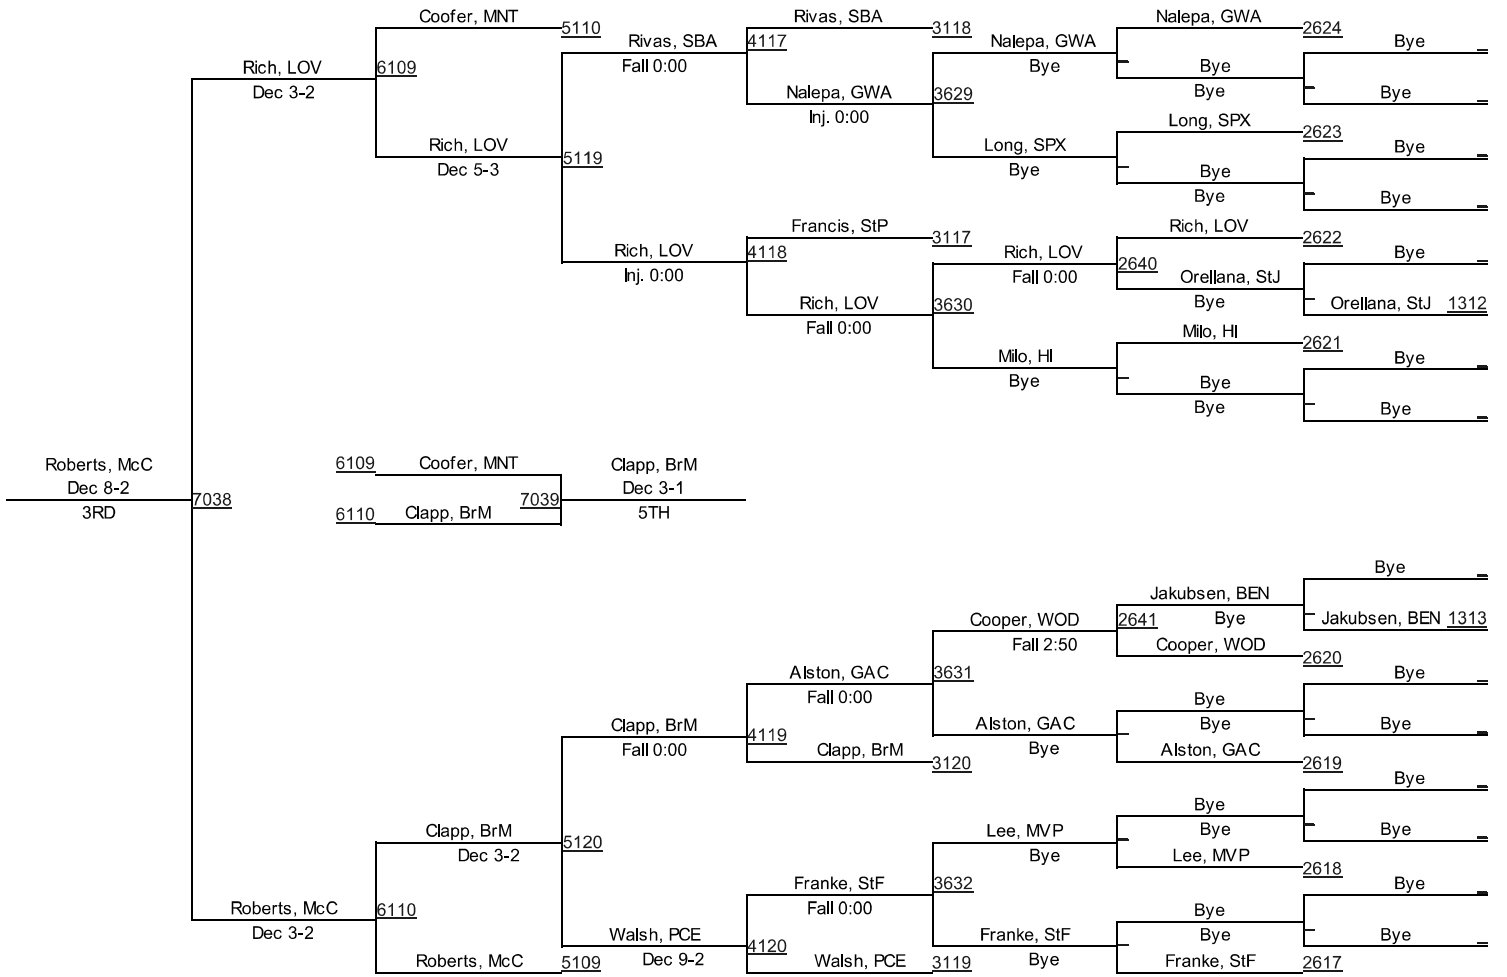 Coofer, MNT
5110
Rivas, SBA
3118
Nalepa, GWA
2624
Rivas, SBA
4117
Nalepa, GWA
Bye
Rich, LOV
6109
Fall 0:00
Bye
Bye
Dec 3-2
Nalepa, GWA
3629
Bye
Bye
Inj. 0:00
Long, SPX
2623
Rich, LOV
5119
Long, SPX
Bye
Dec 5-3
Bye
Bye
Bye
Bye
Francis, StP
3117
Rich, LOV
2622
Rich, LOV
4118
Rich, LOV
2640
Bye
Inj. 0:00
Fall 0:00
Orellana, StJ
Rich, LOV
3630
Bye
Orellana, StJ 1312
Fall 0:00
Milo, HI
2621
Milo, HI
Bye
Bye
Bye
Bye
Bye
Roberts, McC
6109
Coofer, MNT
Clapp, BrM
Dec 8-2
7038
7039
Dec 3-1
3RD
6110
Clapp, BrM
5TH
Bye
Jakubsen, BEN
Cooper, WOD
2641
Bye
Jakubsen, BEN 1313
Fall 2:50
Cooper, WOD
2620
Alston, GAC
3631
Bye
Fall 0:00
Bye
Clapp, BrM
4119
Alston, GAC
Bye
Bye
Fall 0:00
Clapp, BrM
3120
Bye
Alston, GAC
2619
Bye
Bye
Clapp, BrM
5120
Lee, MVP
Bye
Bye
Dec 3-2
Bye
Lee, MVP
2618
Franke, StF
3632
Bye
Roberts, McC
6110
Fall 0:00
Bye
Dec 3-2
Walsh, PCE
4120
Franke, StF
Bye
Bye
Roberts, McC
5109
Dec 9-2
Walsh, PCE
3119
Bye
Franke, StF
2617